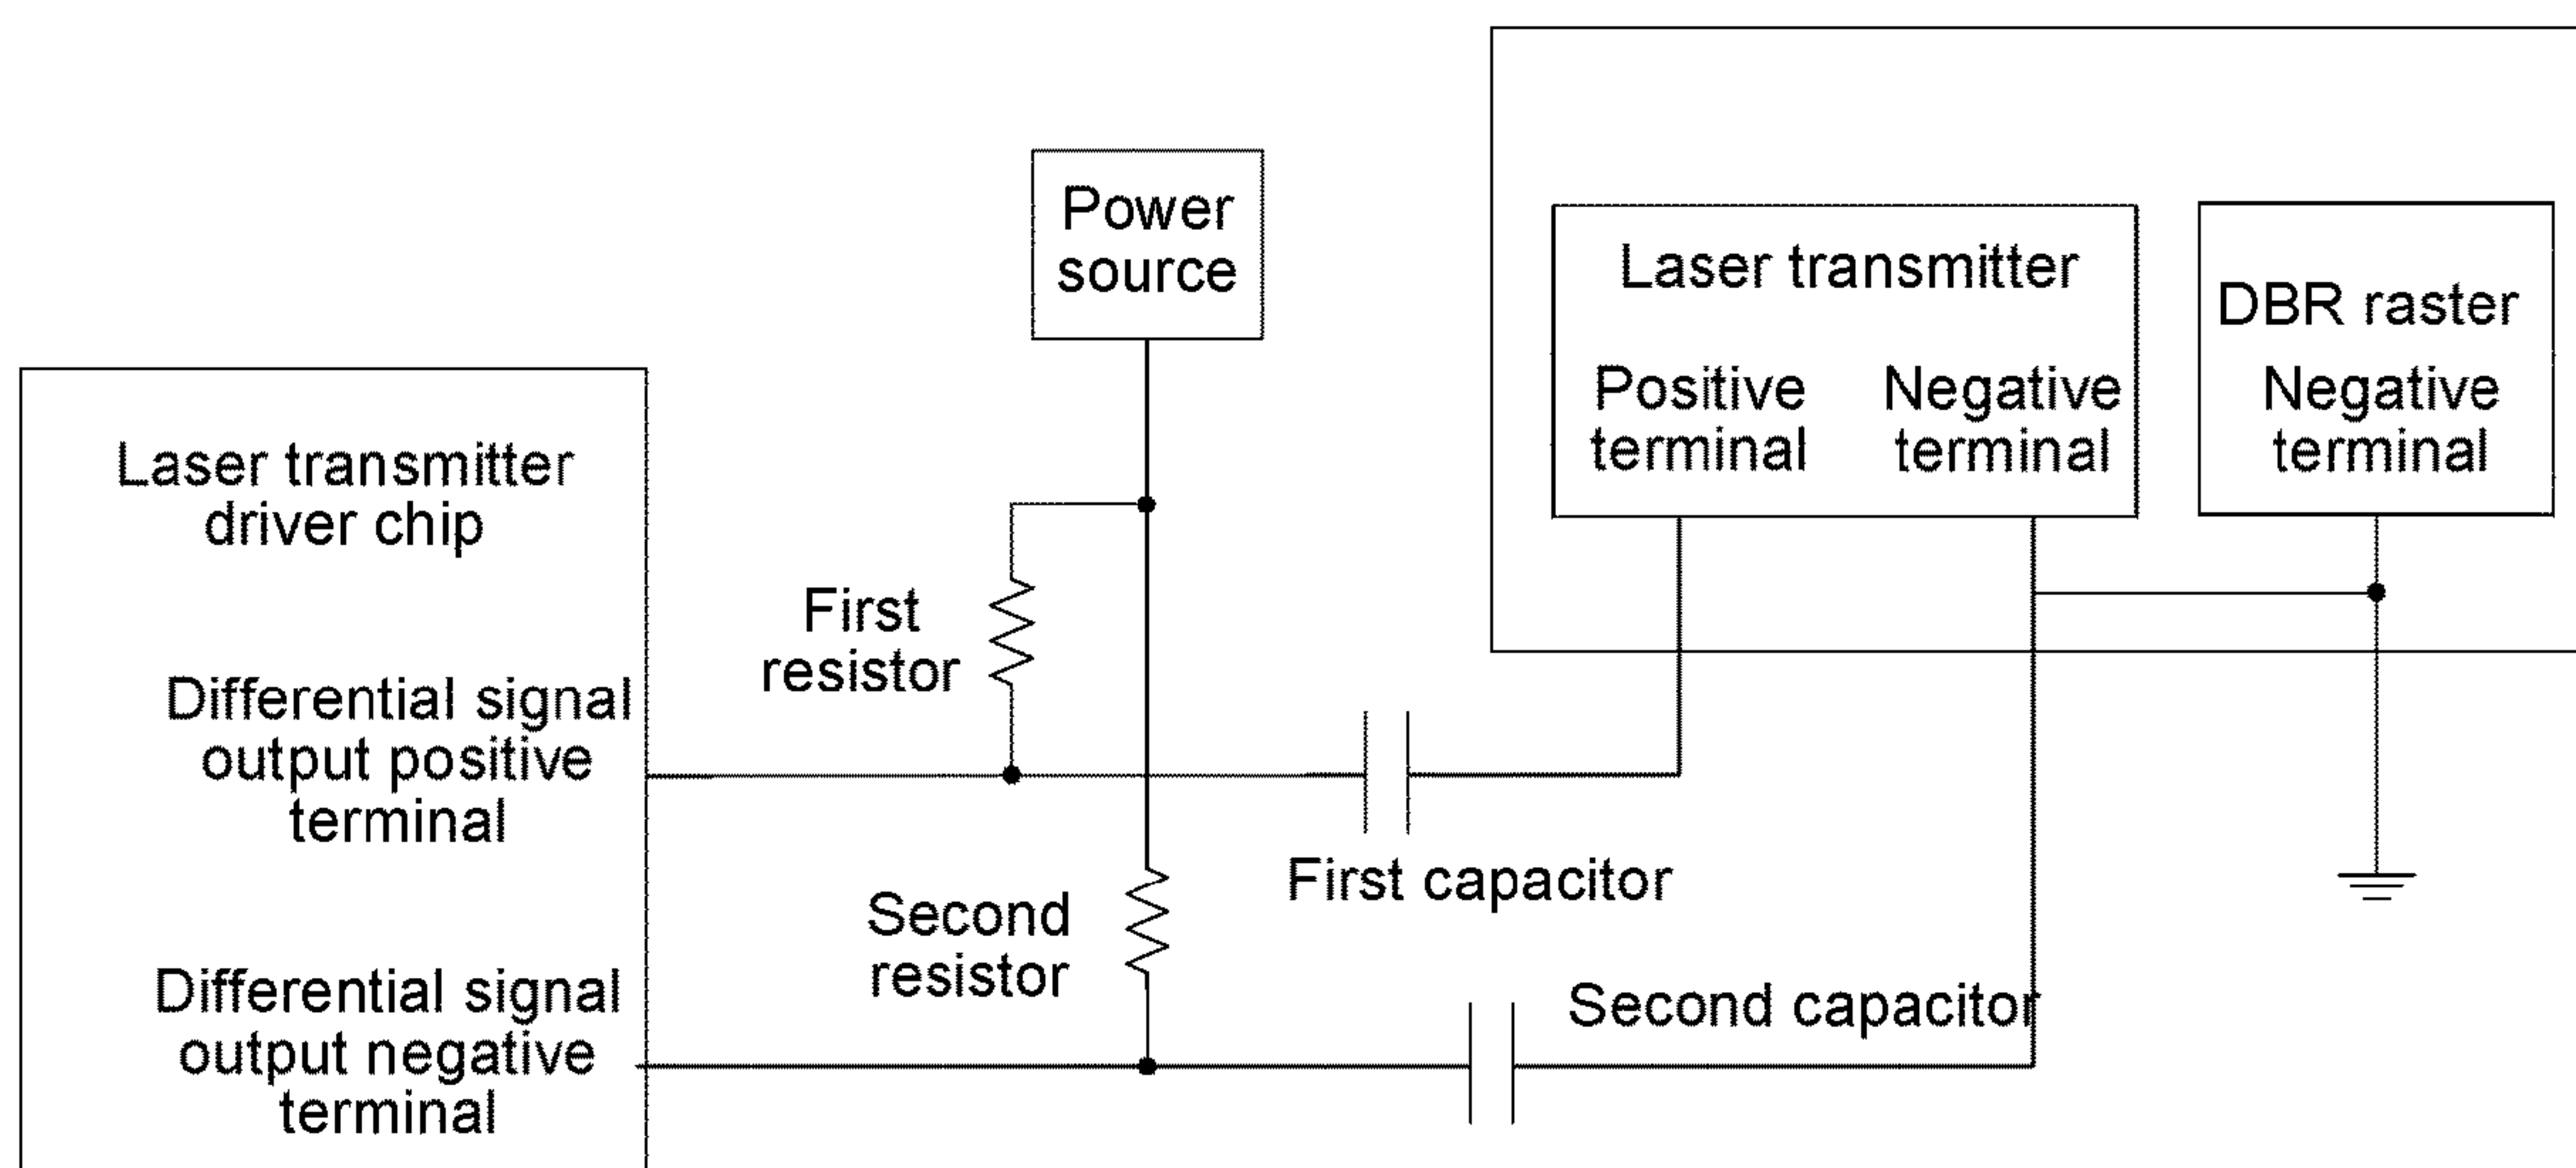 Power
source
Laser transmitter
Positive
terminal
Negative
terminal
DBR raster
Negative
terminal
Laser transmitter
driver chip
First
resistor
Differential signal
output positive
terminal
First capacitor
Second
resistor
Differential signal
output negative
terminal
Second capacitor